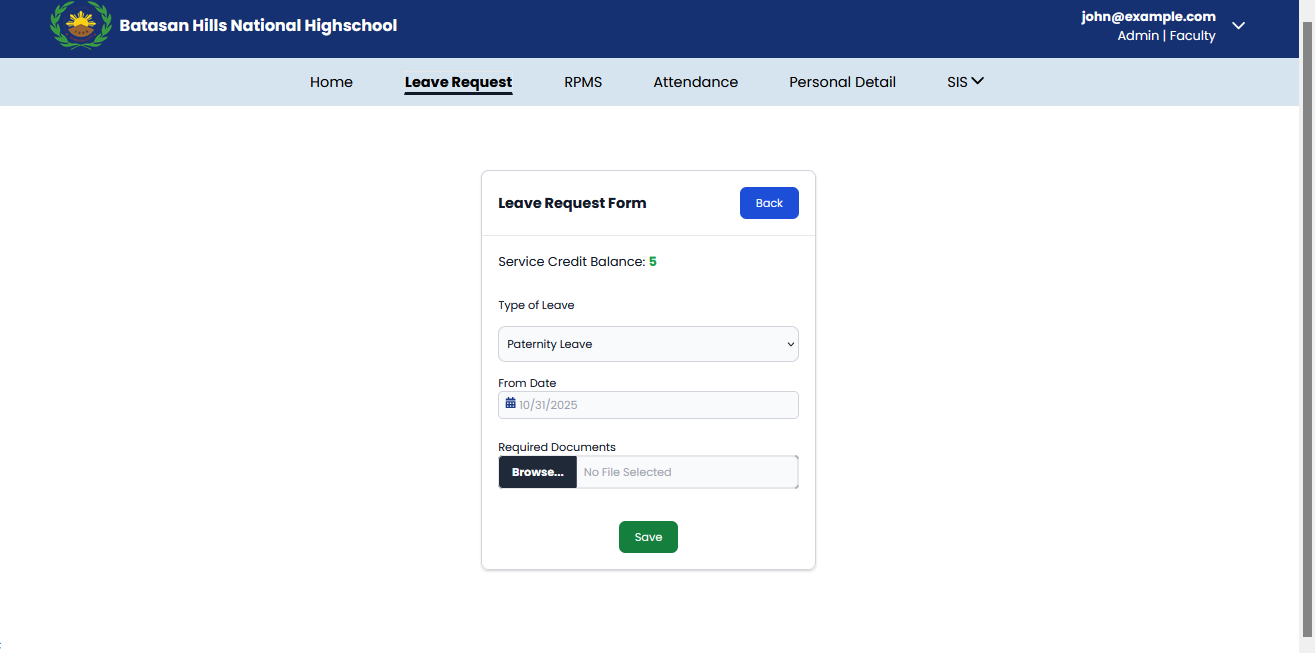 Batasan Hills National Highschool
john@example.com
Admin | Faculty
Home Leave Request RPMS Attendance Personal Detail SIS
Leave Request Form
Back
Service Credit Balance: 5
Type of Leave
Paternity Leave
From Date
10/31/2025
Required Documents
Browse... No File Selected
Save